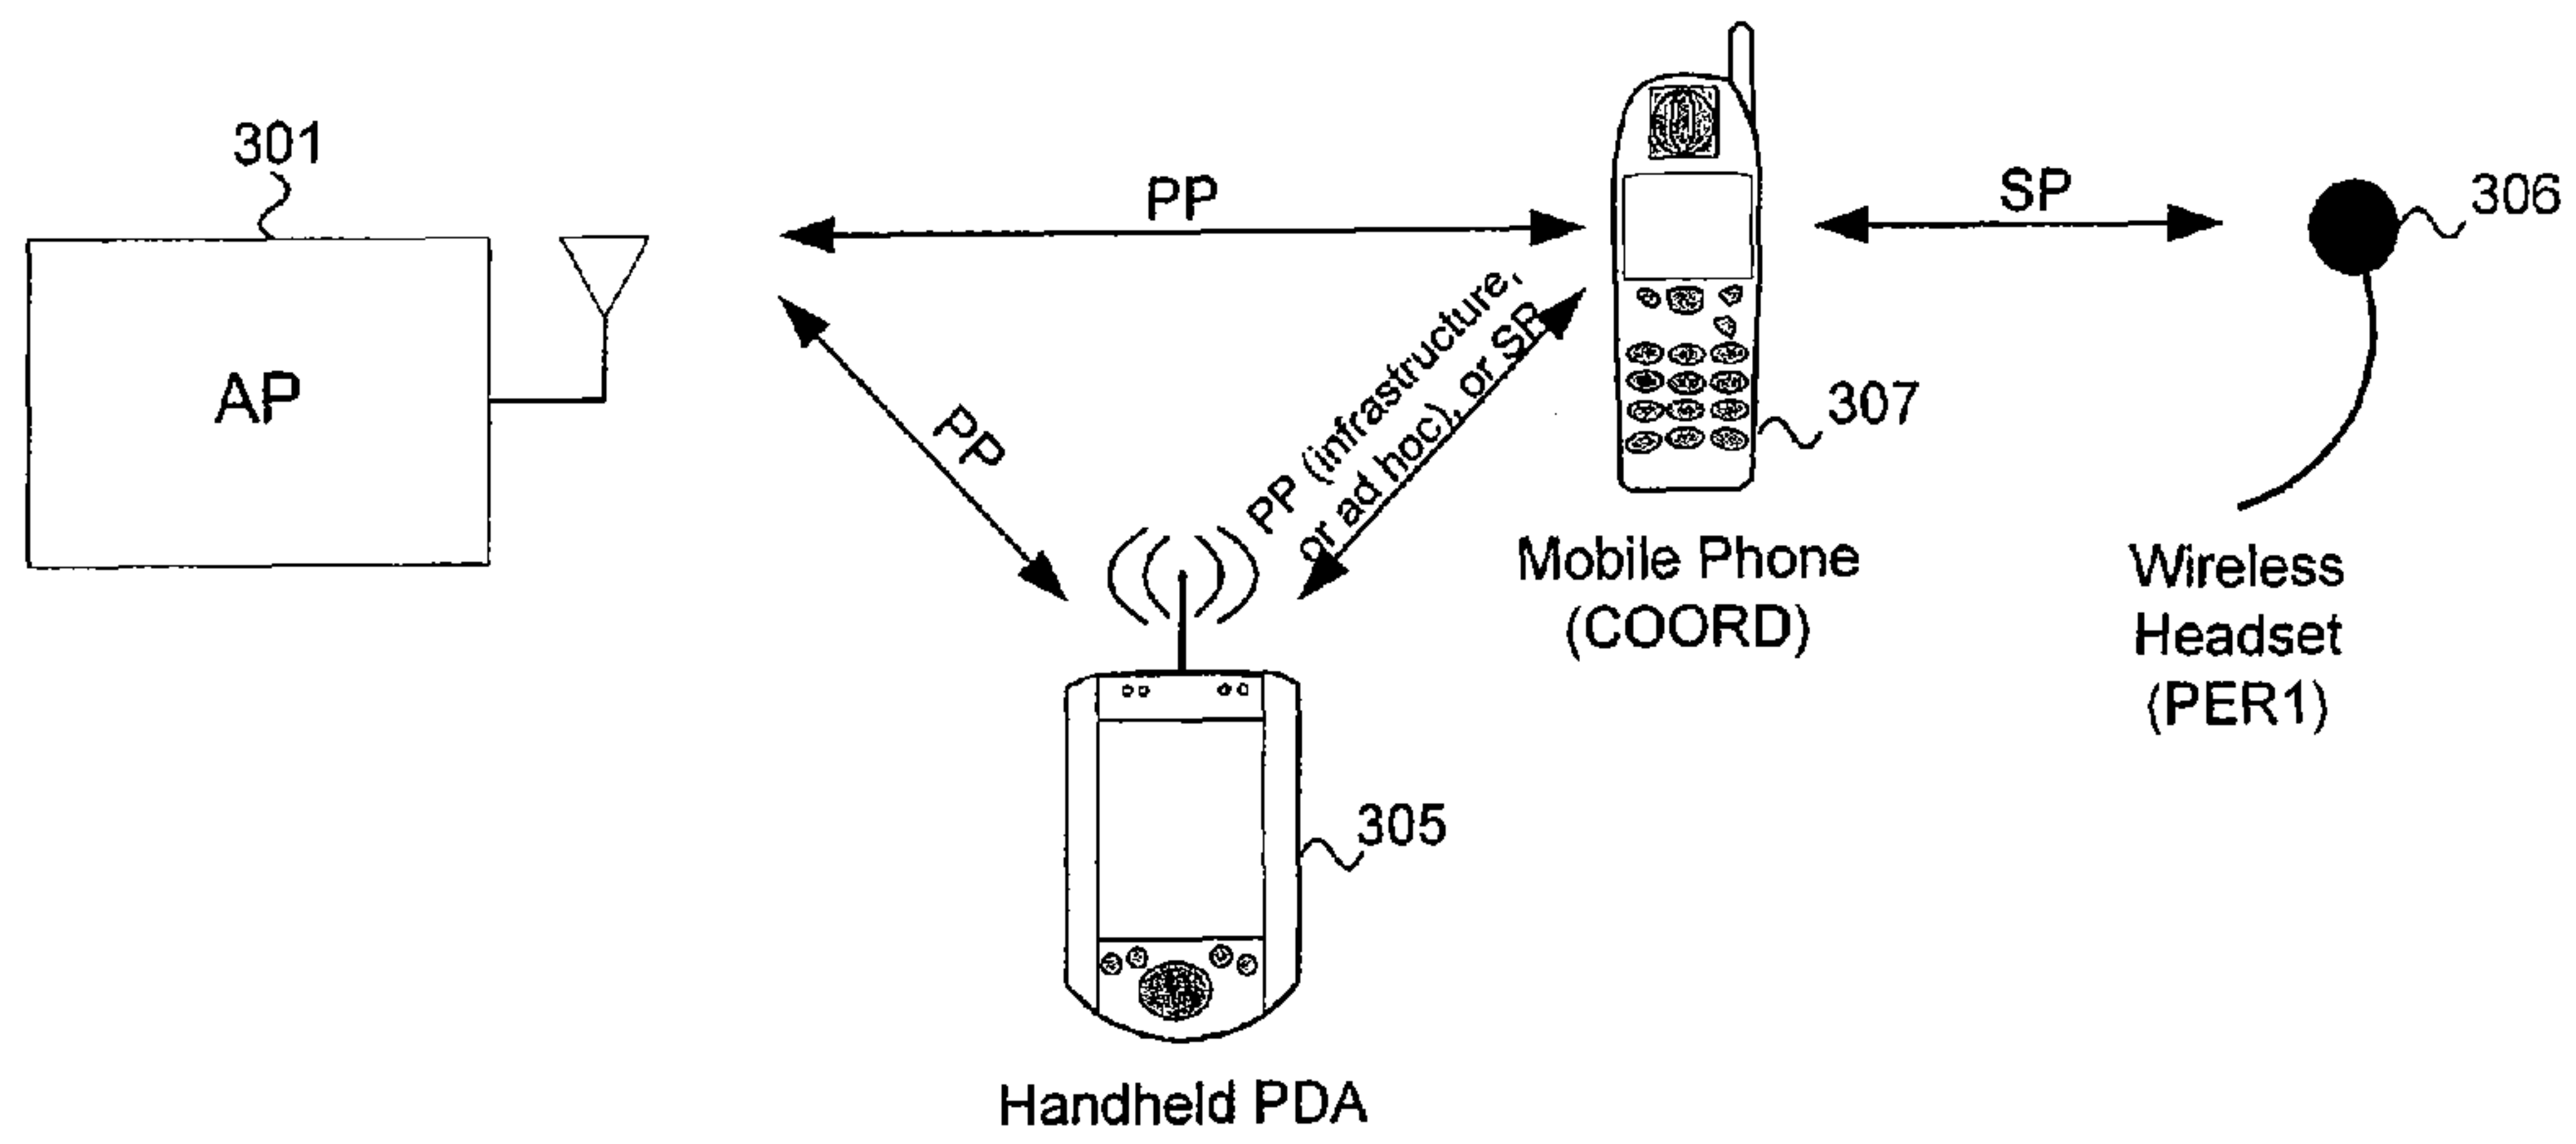 301
AP
PP
PP
PP (infrastructure,
or ad hoc), or SP
SP
306
307
Mobile Phone
(COORD)
Wireless
Headset
(PER1)
305
Handheld PDA